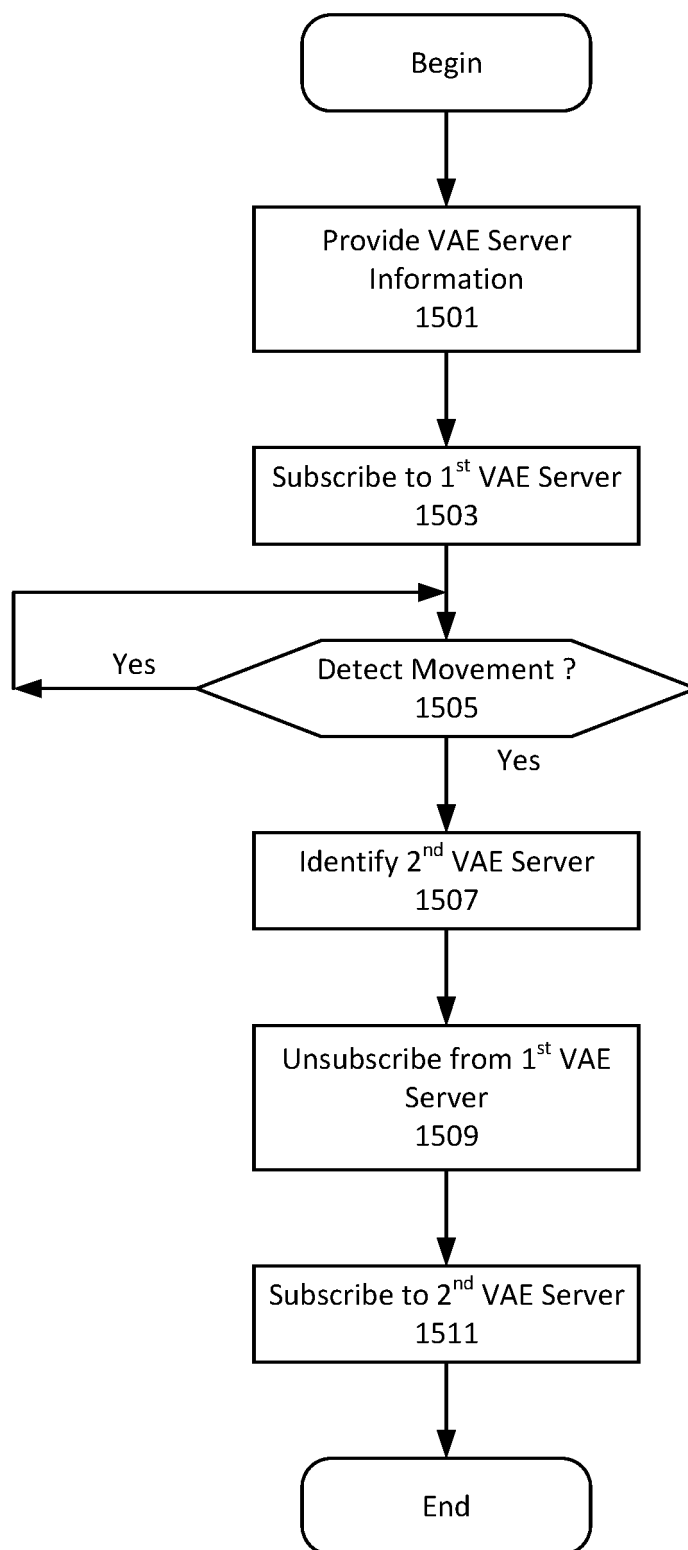 Begin
Provide VAE Server
Information
1501
Subscribe to 1st VAE Server
1503
Yes
Detect Movement ?
1505
Yes
Identify 2nd VAE Server
1507
Unsubscribe from 1st VAE
Server
1509
Subscribe to 2nd VAE Server
1511
End